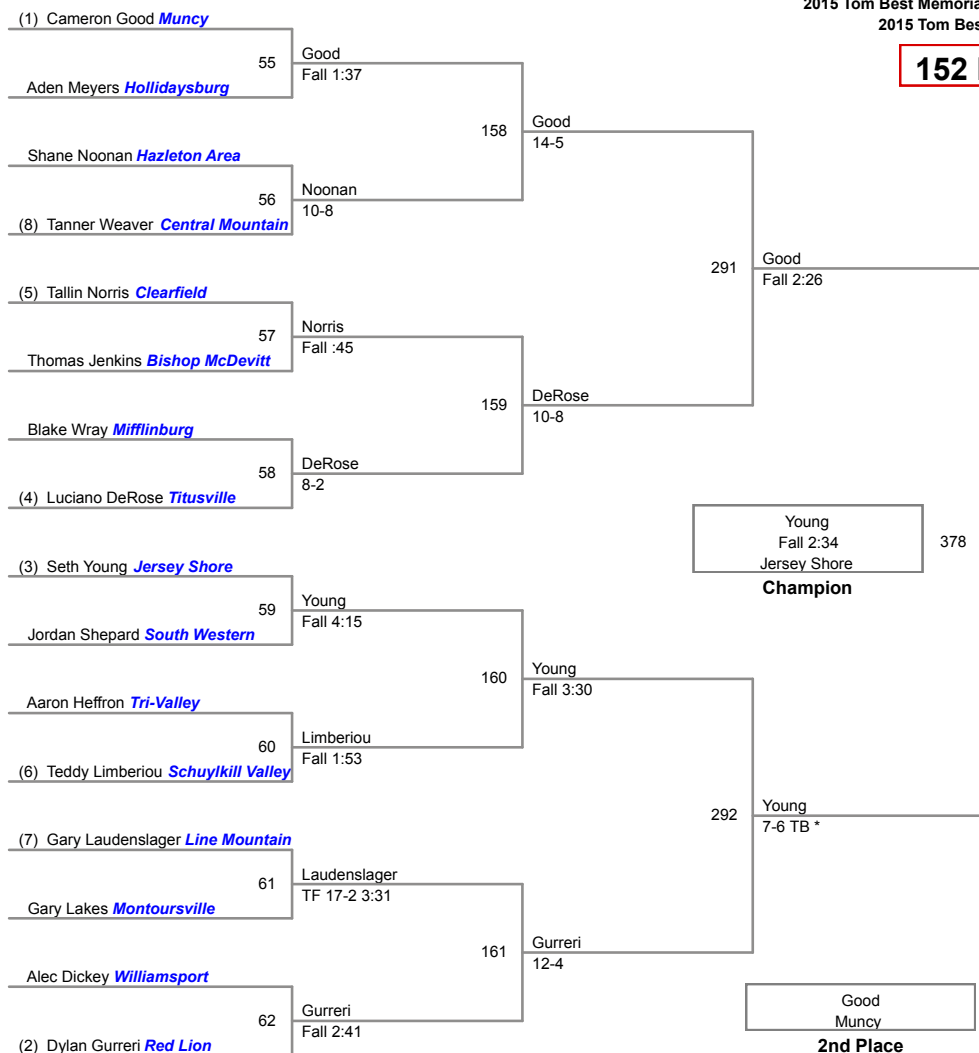 2015 Tom Best Memoria
2015 Tom Bes
152
(1) Cameron Good Muncy
55
Good
Fall 1:37
Aden Meyers Hollidaysburg
158
Good
14-5
Shane Noonan Hazleton Area
56
Noonan
10-8
(8) Tanner Weaver Central Mountain
291
Good
Fall 2:26
(5) Tallin Norris Clearfield
57
Norris
Fall :45
Thomas Jenkins Bishop McDevitt
159
DeRose
10-8
Blake Wray Mifflinburg
58
DeRose
8-2
(4) Luciano DeRose Titusville
Young
Fall 2:34
Jersey Shore
378
Champion
(3) Seth Young Jersey Shore
59
Young
Fall 4:15
Jordan Shepard South Western
160
Young
Fall 3:30
Aaron Heffron Tri-Valley
60
Limberiou
Fall 1:53
(6) Teddy Limberiou Schuylkill Valley
292
Young
7-6 TB *
(7) Gary Laudenslager Line Mountain
61
Laudenslager
TF 17-2 3:31
Gary Lakes Montoursville
161
Gurreri
12-4
Alec Dickey Williamsport
62
Gurreri
Fall 2:41
(2) Dylan Gurreri Red Lion
Good
Muncy
2nd Place